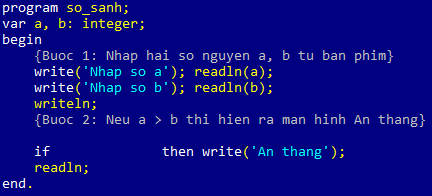 program so_sanh;
var a, b: integer;
begin
{Buoc 1: Nhap hai so nguyen a, b tu ban phim}
write('Nhap so a'); readln(a);
write('Nhap so b'); readln(b);
writeln;
{Buoc 2: Neu a > b thi hien ra man hinh An thang}
if then write('An thang');
readln;
end.